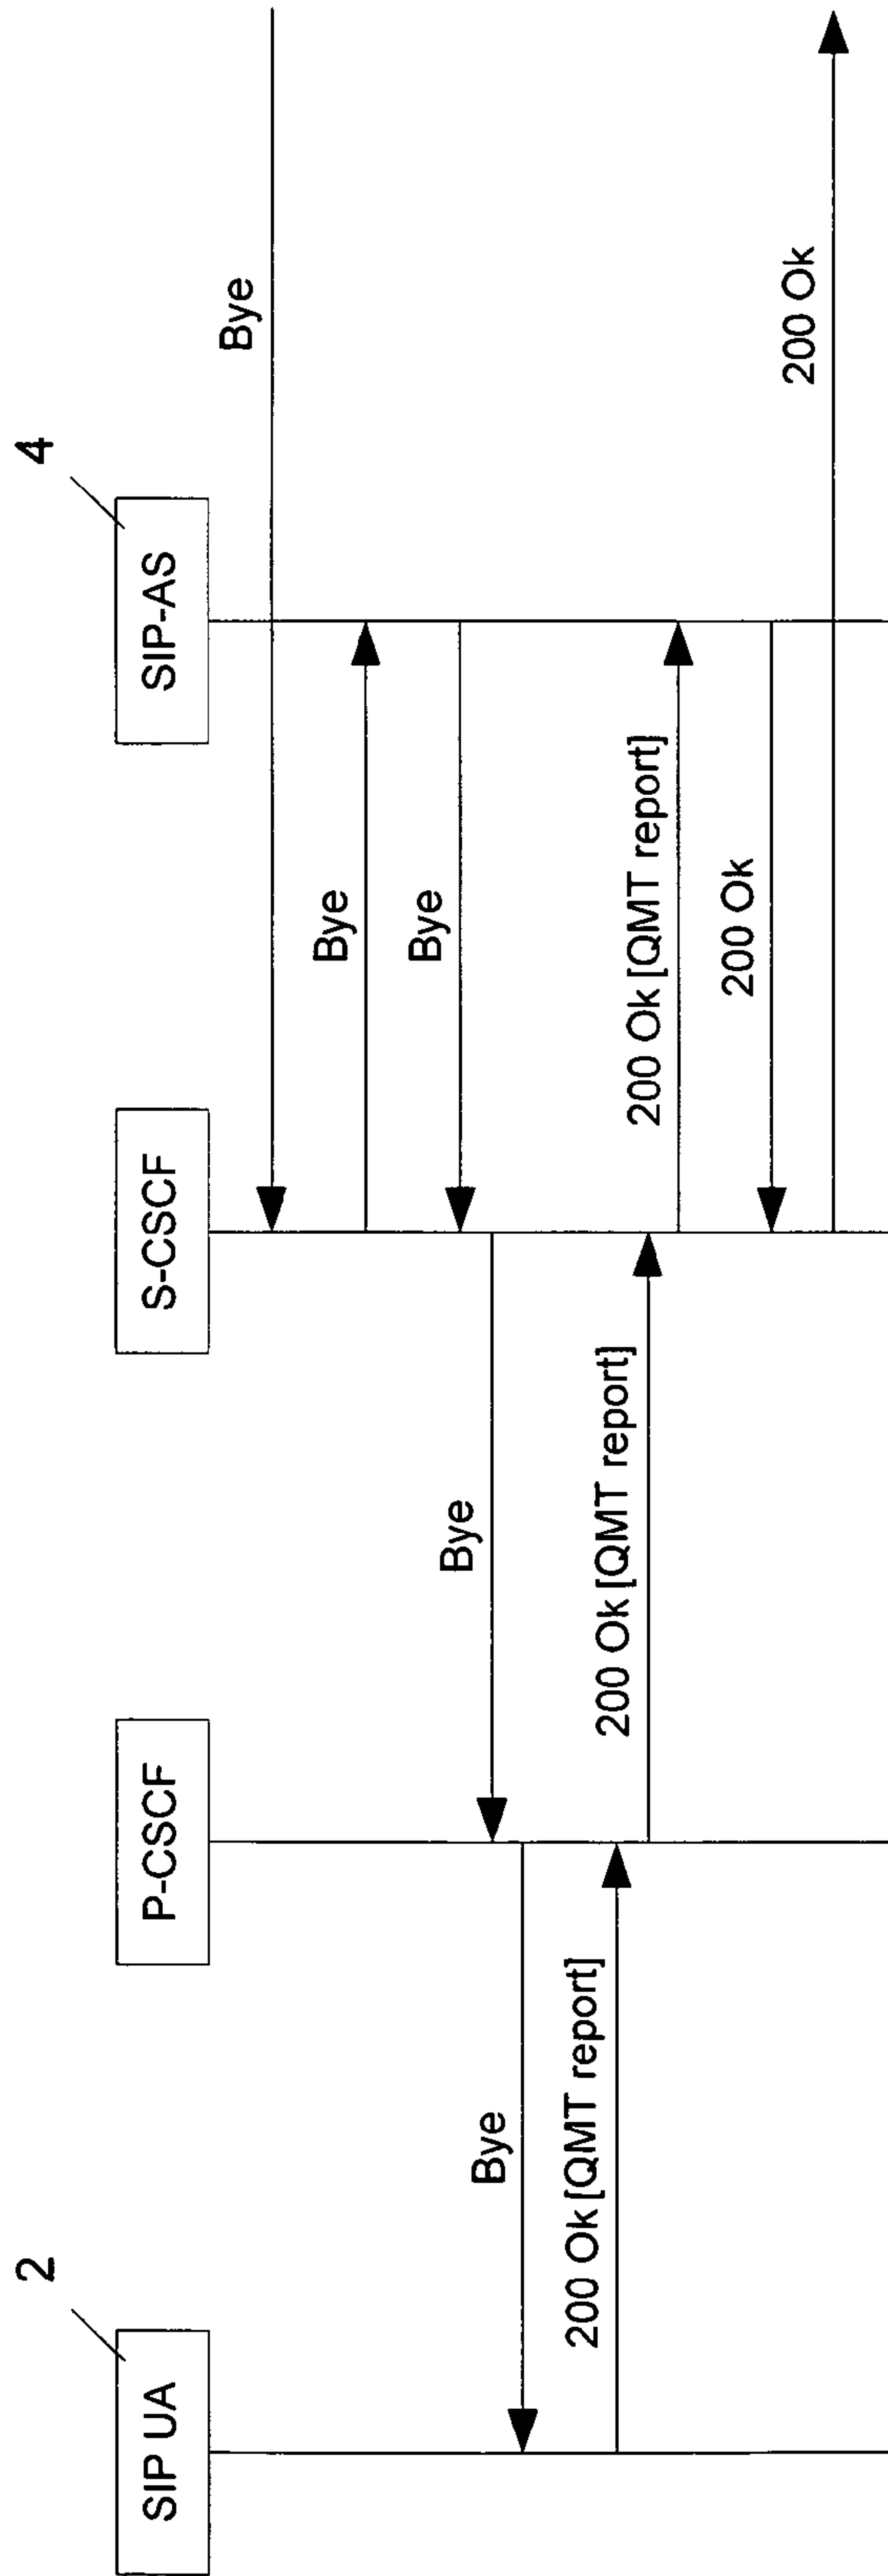 2
4
SIP UA
P-CSCF
S-CSCF
SIP-AS
Bye
Bye
Bye
Bye
Bye
200 Ok [QMT report]
200 Ok [QMT report]
200 Ok [QMT report]
200 Ok
200 Ok